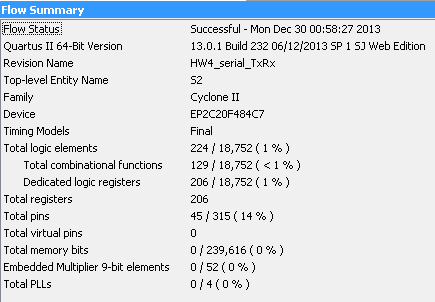 Flow Summary
Flow Status Successful - Mon Dec 30 00:58:27 2013
Quartus II 64-Bit Version 13.0.1 Build 232 06/12/2013 SP 1 SJ Web Edition
Revision Name HW4_serial_TxRx
Top-level Entity Name S2
Family Cyclone II
Device EP2C20F484C7
Timing Models Final
Total logic elements 224 / 18,752 ( 1 % )
Total combinational functions 129 / 18,752 ( < 1 % )
Dedicated logic registers 206 / 18,752 ( 1 % )
Total registers 206
Total pins 45 / 315 ( 14 % )
Total virtual pins 0
Total memory bits 0 / 239,616 ( 0 % )
Embedded Multiplier 9-bit elements 0 / 52 ( 0 % )
Total PLLs 0 / 4 ( 0 % )